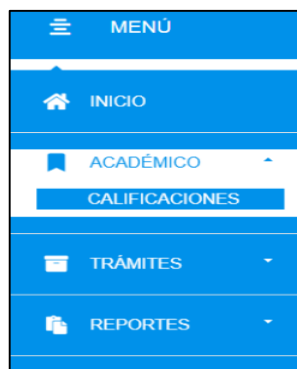 MENÚ
INICIO
ACADÉMICO
CALIFICACIONES
TRÁMITES
REPORTES